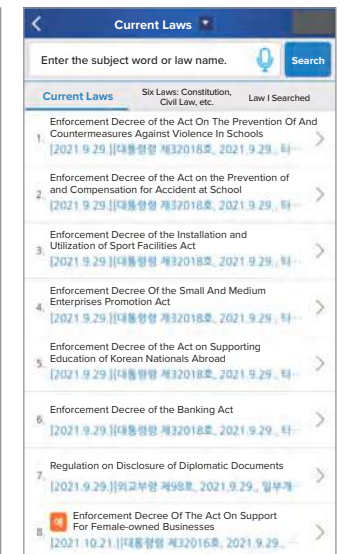 Current Laws
Enter the subject word or law name.
Search
Current Laws
Six Laws: Constitution,
Civil Law, etc.
Law I Searched
1. Enforcement Decree of the Act On The Prevention Of And
Countermeasures Against Violence In Schools
[2021.9.29.][대통령령 제32018호, 2021.9.29., 타…
2. Enforcement Decree of the Act on the Prevention of
and Compensation for Accident at School
[2021.9.29.][대통령령 제32018호, 2021.9.29., 타…
3. Enforcement Decree of the Installation and
Utilization of Sport Facilities Act
[2021.9.29.][대통령령 제32018호, 2021.9.29., 타…
4. Enforcement Decree Of the Small And Medium
Enterprises Promotion Act
[2021.9.29.][대통령령 제32018호, 2021.9.29., 타…
5. Enforcement Decree of the Act on Supporting
Education of Korean Nationals Abroad
[2021.9.29.][대통령령 제32018호, 2021.9.29., 타…
6. Enforcement Decree of the Banking Act
[2021.9.29.][대통령령 제32018호, 2021.9.29., 타…
7. Regulation on Disclosure of Diplomatic Documents
[2021.9.29.][외교부령 제98호, 2021.9.29., 일부개…
8. 예 Enforcement Decree Of The Act On Support
For Female-owned Businesses
[2021.10.21.][대통령령 제32016호, 2021.9.29., …